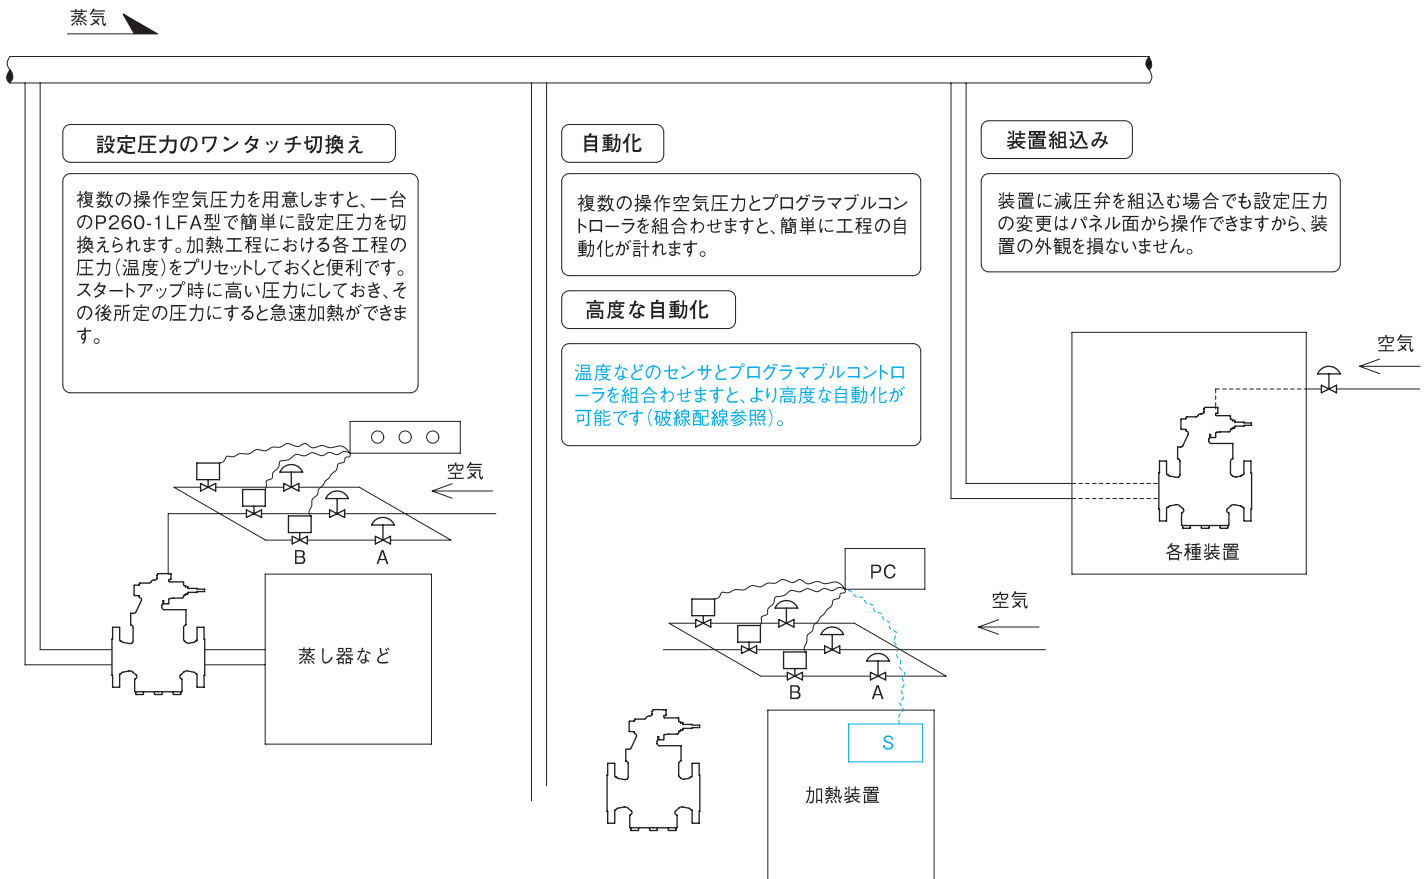 蒸気
設定圧力のワンタッチ切換え
複数の操作空気圧力を用意しますと、一台
のP260-1LFA型で簡単に設定圧力を切
換えられます。加熱工程における各工程の
圧力（温度）をプリセットしておくと便利です。
スタートアップ時に高い圧力にしておき、そ
の後所定の圧力にすると急速加熱ができま
す。
空気
B
A
蒸し器など
自動化
複数の操作空気圧力とプログラマブルコン
トローラを組合わせますと、簡単に工程の自
動化が計れます。
高度な自動化
温度などのセンサとプログラマブルコントロ
ーラを組合わせますと、より高度な自動化が
可能です（破線配線参照）。
PC
空気
B
A
S
加熱装置
装置組込み
装置に減圧弁を組込む場合でも設定圧力
の変更はパネル面から操作できますから、装
置の外観を損ないません。
空気
各種装置